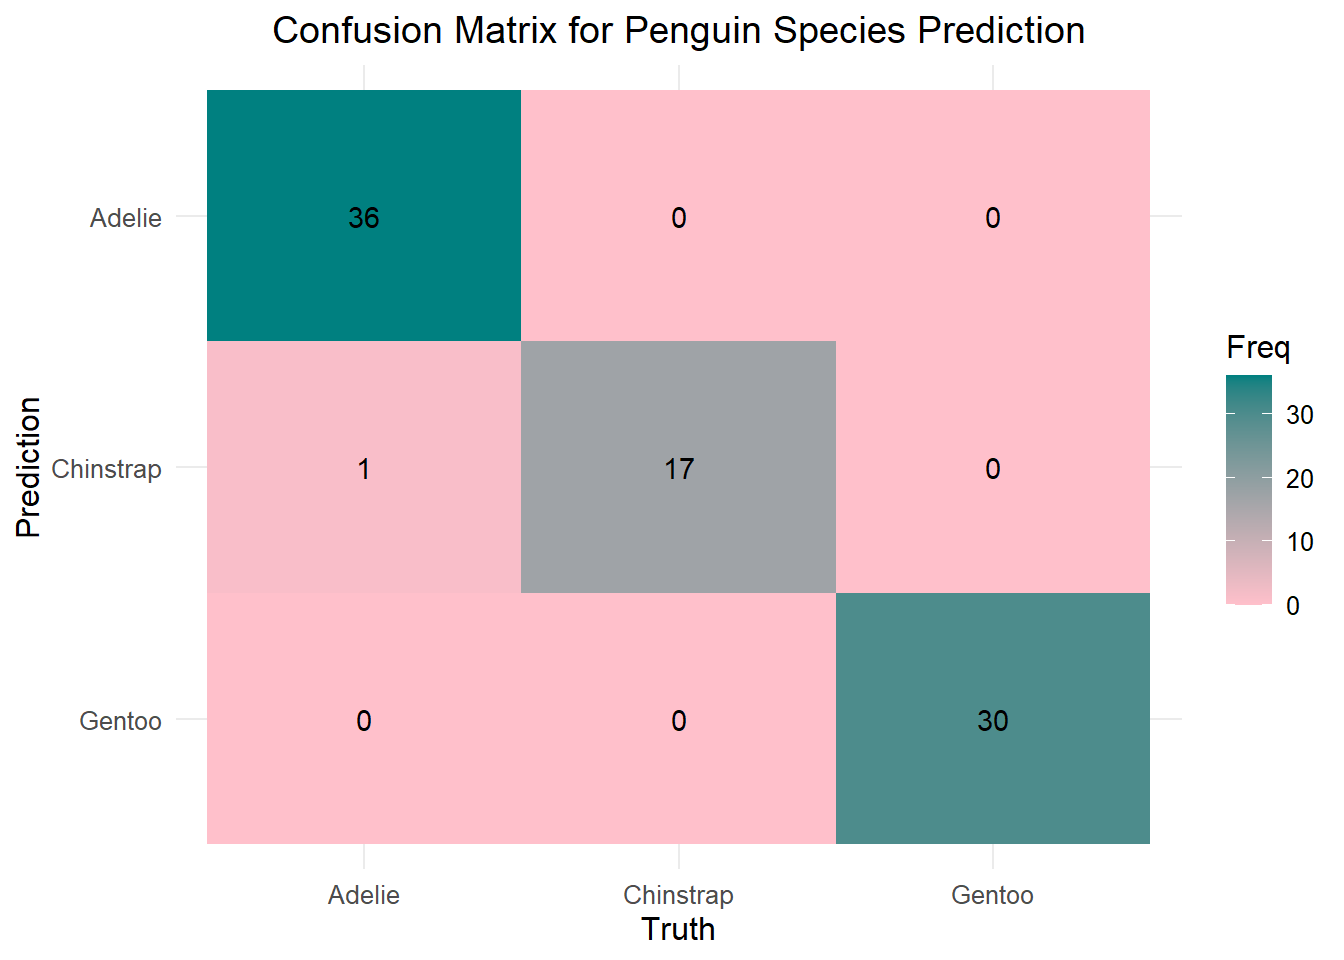 Confusion Matrix for Penguin Species Prediction
Prediction
Adelie
36
0
0
Chinstrap
1
17
0
Gentoo
0
0
30
Adelie
Chinstrap
Gentoo
Truth
Freq
30
20
10
0